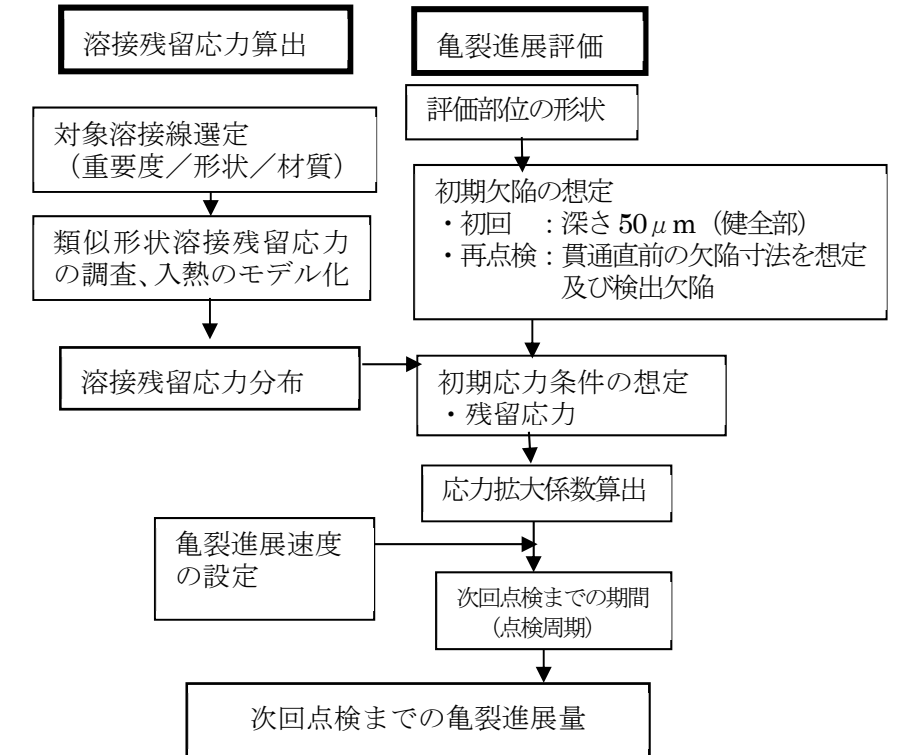 溶接残留応力算出
亀裂進展評価
評価部位の形状
対象溶接線選定
（重要度／形状／材質）
初期欠陥の想定
・初回　：深さ 50μm（健全部）
・再点検：貫通直前の欠陥寸法を想定
及び検出欠陥
類似形状溶接残留応力
の調査、入熱のモデル化
溶接残留応力分布
初期応力条件の想定
・残留応力
応力拡大係数算出
亀裂進展速度
の設定
次回点検までの期間
（点検周期）
次回点検までの亀裂進展量